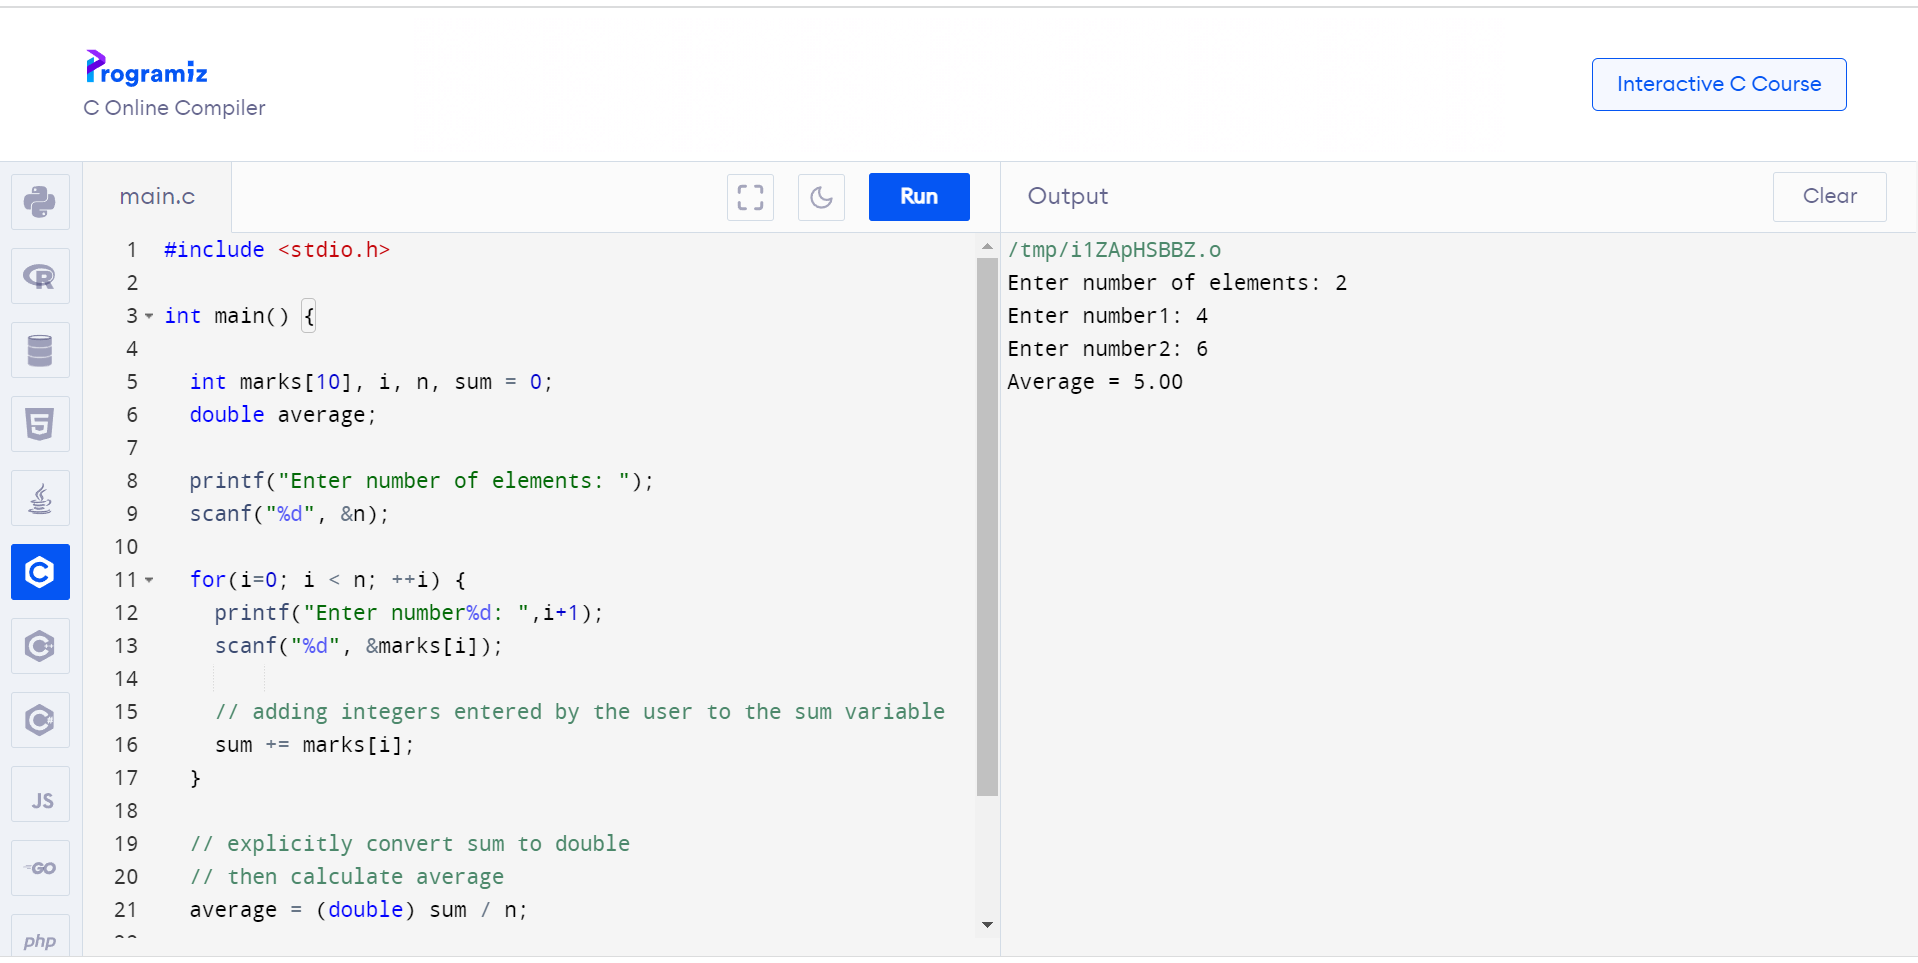 Programiz
C Online Compiler
Interactive C Course
main.c
Run
Output
Clear
1 #include <stdio.h>
2
3 int main() {
4
5   int marks[10], i, n, sum = 0;
6   double average;
7
8   printf("Enter number of elements: ");
9   scanf("%d", &n);
10
11   for(i=0; i < n; ++i) {
12     printf("Enter number%d: ",i+1);
13     scanf("%d", &marks[i]);
14
15     // adding integers entered by the user to the sum variable
16     sum += marks[i];
17   }
18
19   // explicitly convert sum to double
20   // then calculate average
21   average = (double) sum / n;
/tmp/i1ZApHSBBZ.o
Enter number of elements: 2
Enter number1: 4
Enter number2: 6
Average = 5.00
R
5
C
C++
C#
JS
GO
php